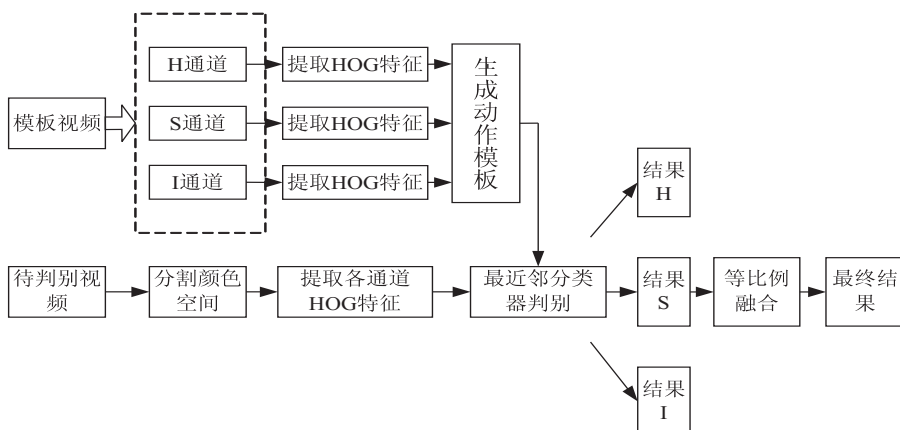 H通道
提取HOG特征
模板视频
S通道
提取HOG特征
I通道
提取HOG特征
生成动作模板
结果
H
待判别视
频
分割颜色
空间
提取各通道
HOG特征
最近邻分类
器判别
结果
S
等比例
融合
最终结
果
结果
I